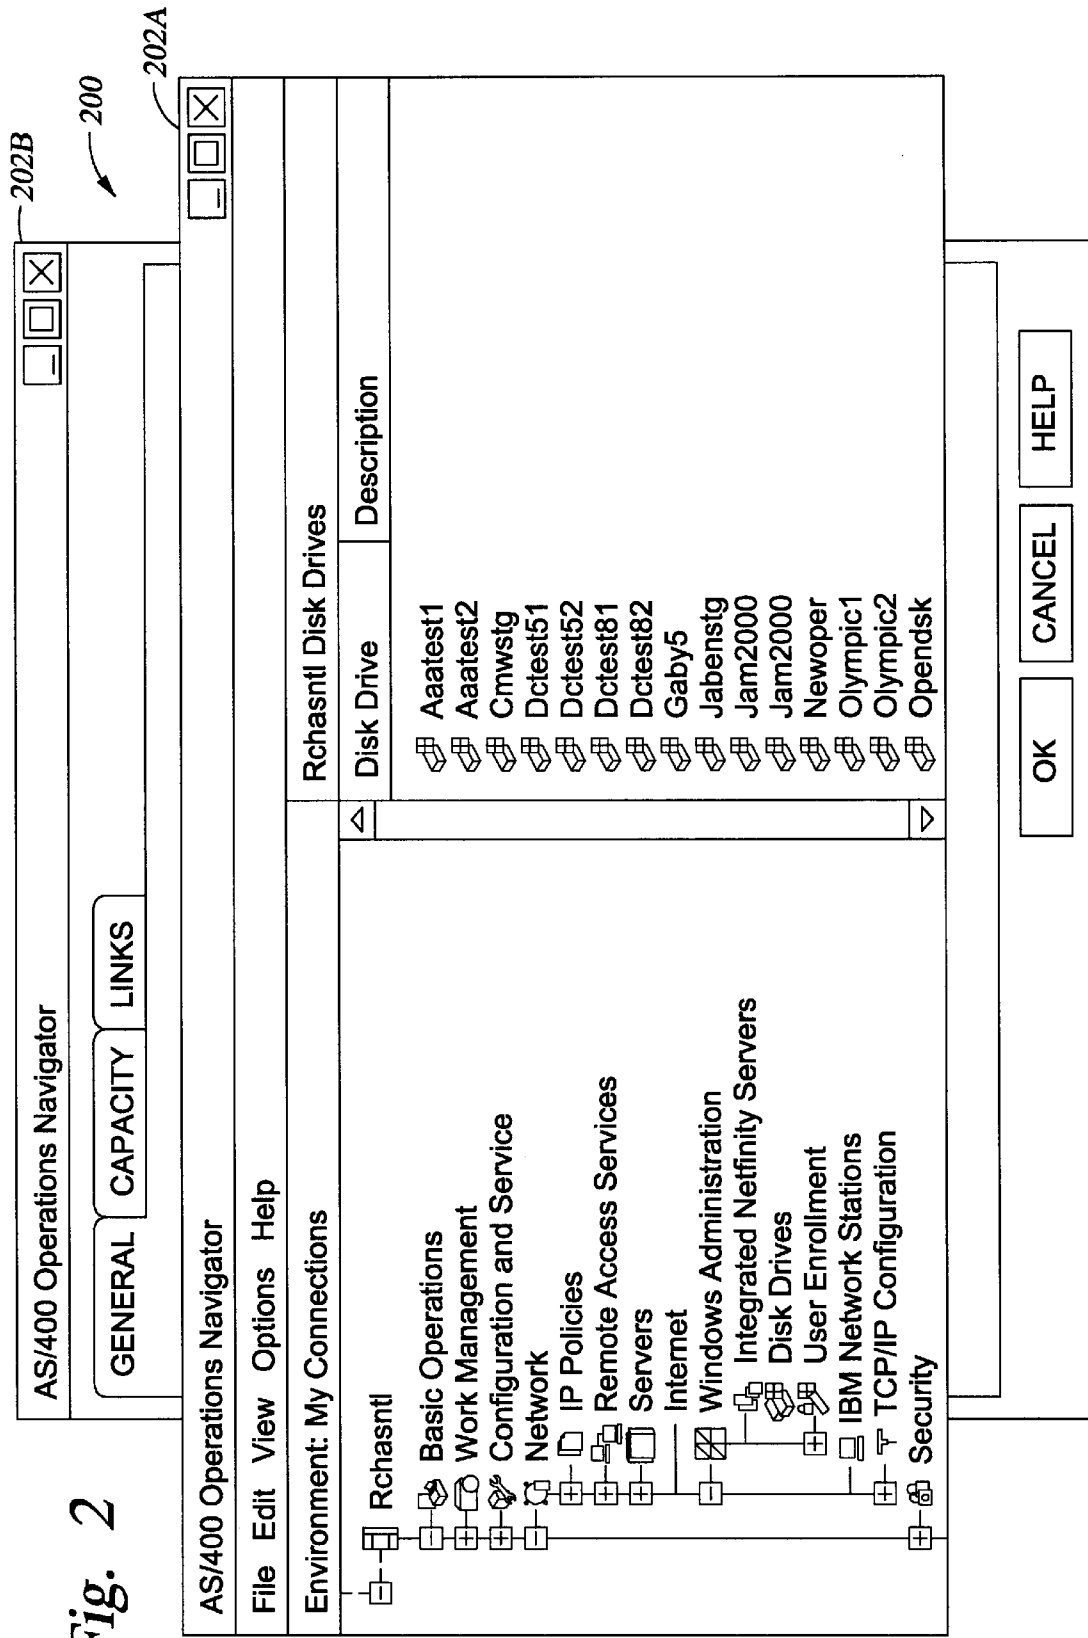 Fig. 2
200
202B
AS/400 Operations Navigator
GENERAL CAPACITY LINKS
202A
AS/400 Operations Navigator
File Edit View Options Help
Environment: My Connections
Rchasntl Disk Drives
Disk Drive Description
Rchasntl
Basic Operations
Work Management
Configuration and Service
Network
IP Policies
Remote Access Services
Servers
Internet
Windows Administration
Integrated Netfinity Servers
Disk Drives
User Enrollment
IBM Network Stations
TCP/IP Configuration
Security
Aaatest1
Aaatest2
Cmwstg
Dctest51
Dctest52
Dctest81
Dctest82
Gaby5
Jabenstg
Jam2000
Jam2000
Newoper
Olympic1
Olympic2
Opendsk
OK CANCEL HELP